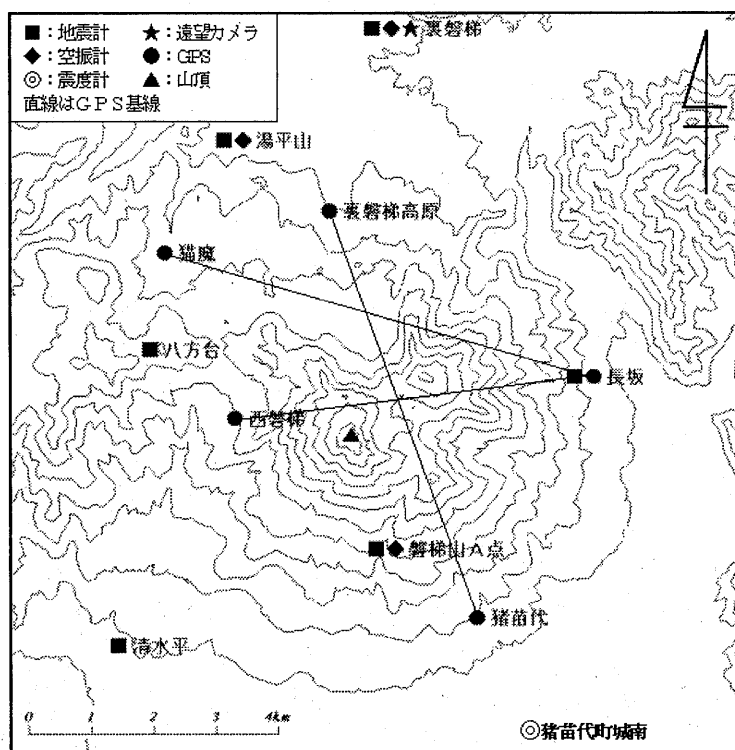 ■：地震計　★：遠望カメラ
◆：空振計　●：GPS
◎：震度計　▲：山頂
直線はＧＰＳ基線
裏磐梯
湯平山
裏磐梯高原
猫魔
八方台
長坂
西磐梯
磐梯山A点
猪苗代
清水平
0 1 2 3 4km
◎猪苗代町城南